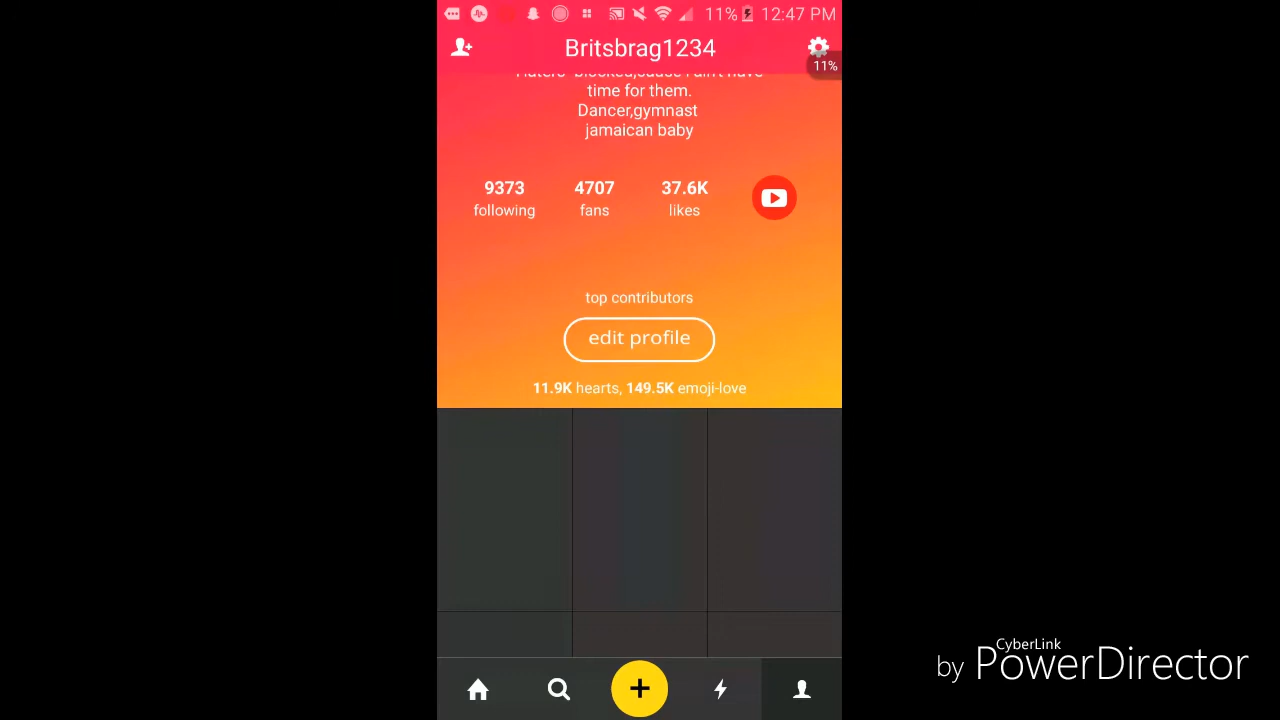 11% 12:47 PM
Britsbrag1234
11%
time for them.
Dancer,gymnast
jamaican baby
9373 4707 37.6K
following fans likes
top contributors
edit profile
11.9K hearts, 149.5K emoji-love
CyberLink
by PowerDirector